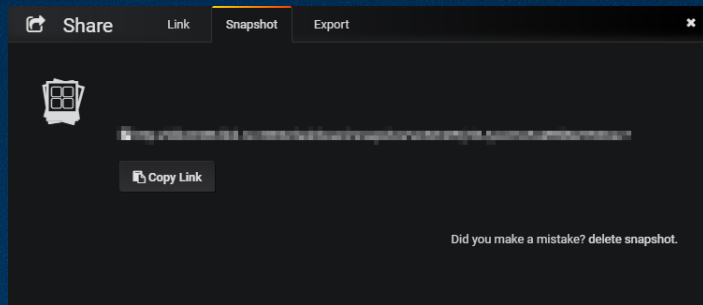 Share
Link
Snapshot
Export
Copy Link
Did you make a mistake? delete snapshot.